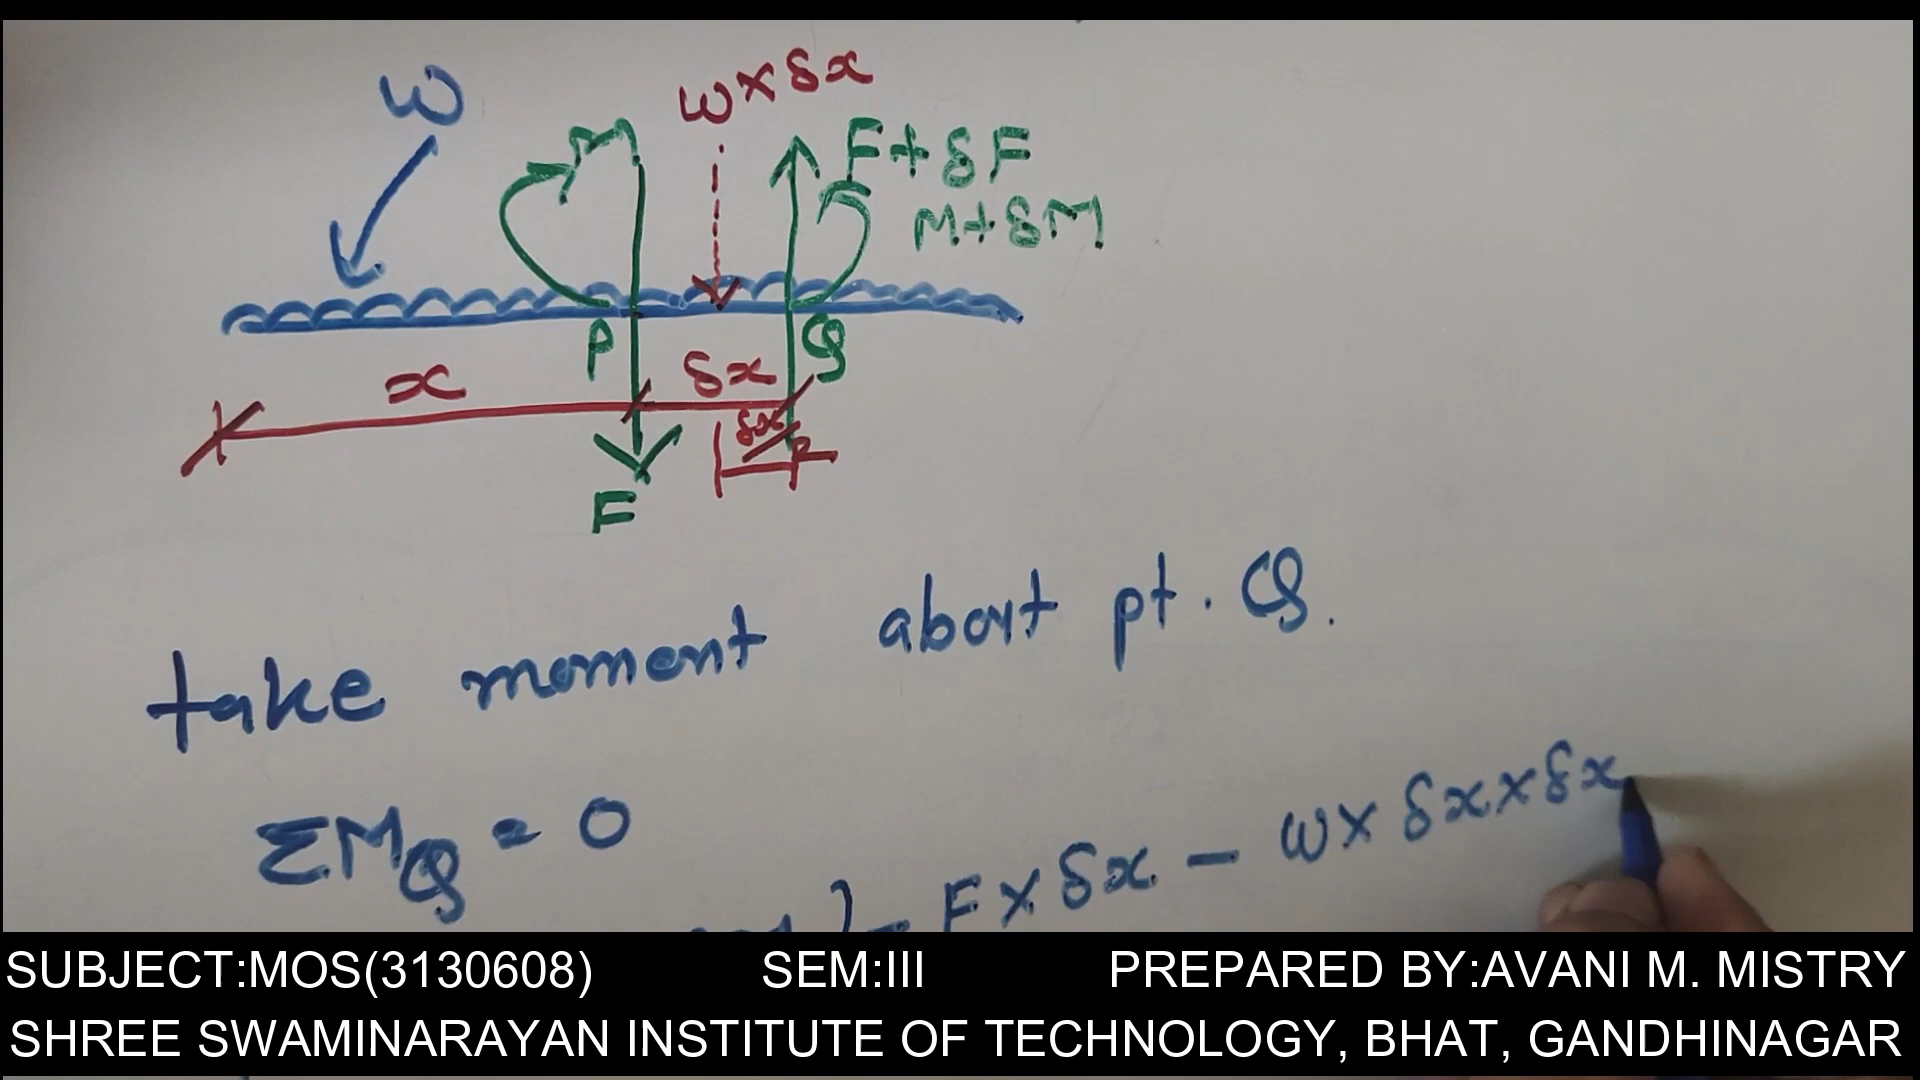 w
w×δx
M
F+δF
M+δM
P
Q
x
δx
δx/2
F
take moment about pt. Q.
ΣM_Q = 0
) - F × δx - w × δx × δx
SUBJECT:MOS(3130608) SEM:III PREPARED BY:AVANI M. MISTRY
SHREE SWAMINARAYAN INSTITUTE OF TECHNOLOGY, BHAT, GANDHINAGAR